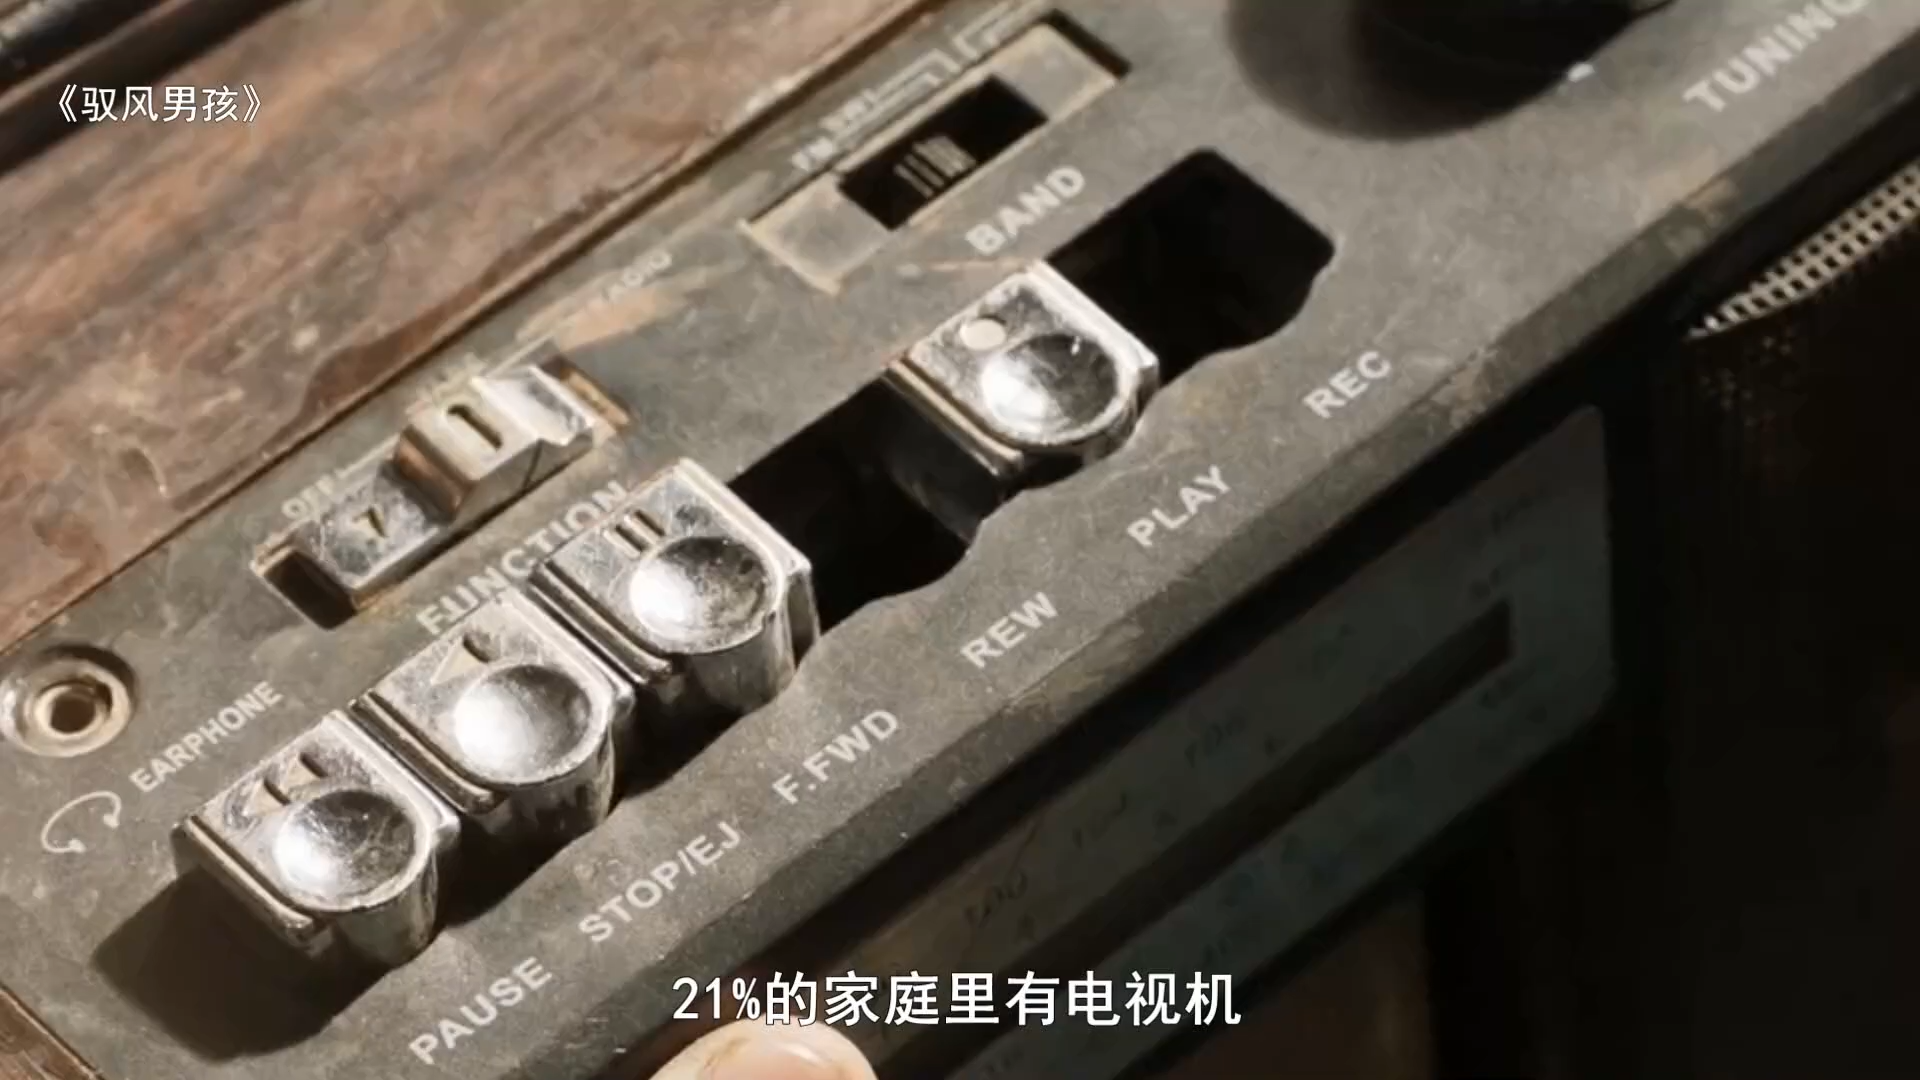 《驭风男孩》
TUNING
BAND
REC
PLAY
REW
F.FWD
STOP/EJ
PAUSE
OFF
FUNCTION
EARPHONE
21%的家庭里有电视机